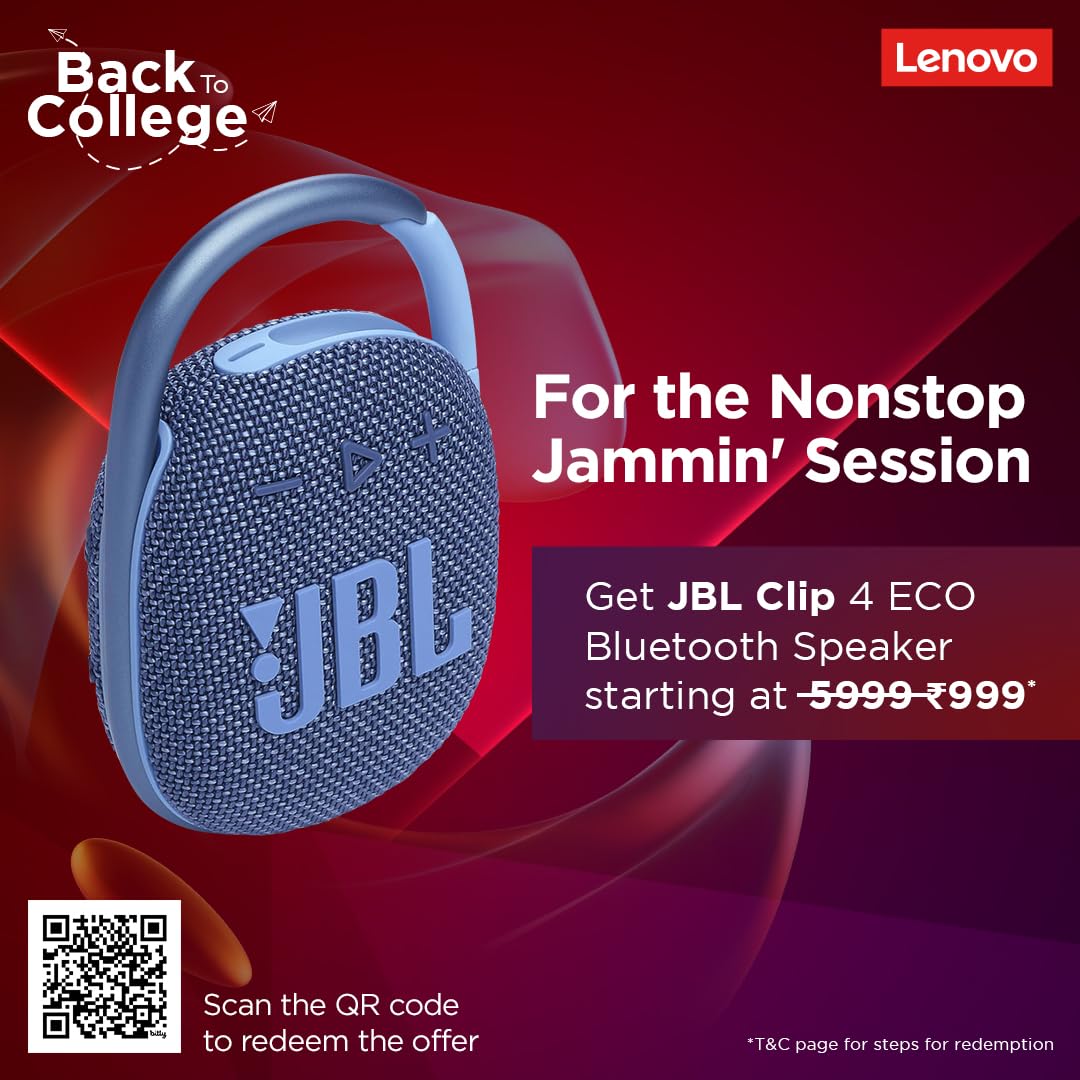 Back To
College
Lenovo
For the Nonstop
Jammin' Session
Get JBL Clip 4 ECO
Bluetooth Speaker
starting at 5999 ₹999*
JBL
bitly
Scan the QR code
to redeem the offer
*T&C page for steps for redemption